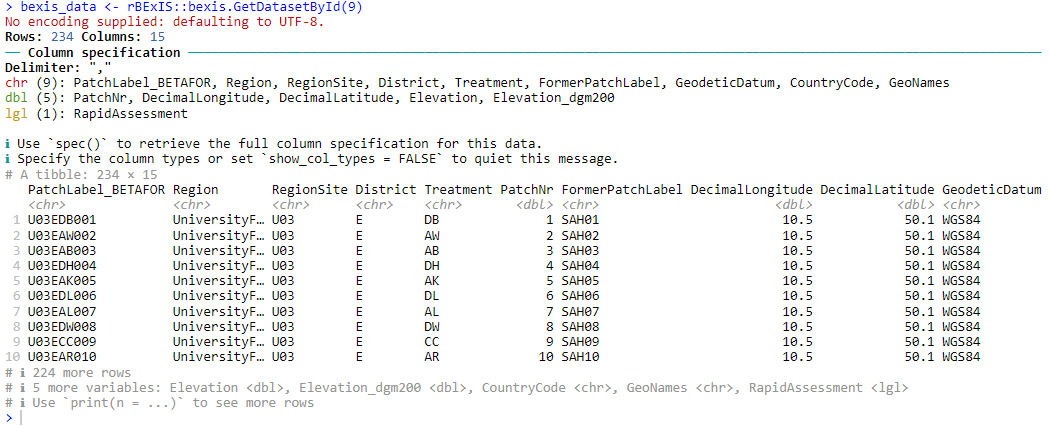 > bexis_data <- rBExIS::bexis.GetDatasetById(9)
No encoding supplied: defaulting to UTF-8.
Rows: 234 Columns: 15
── Column specification ──────────────────────────────
Delimiter: ","
chr (9): PatchLabel_BETAFOR, Region, RegionSite, District, Treatment, FormerPatchLabel, GeodeticDatum, CountryCode, GeoNames
dbl (5): PatchNr, DecimalLongitude, DecimalLatitude, Elevation, Elevation_dgm200
lgl (1): RapidAssessment
ℹ Use `spec()` to retrieve the full column specification for this data.
ℹ Specify the column types or set `show_col_types = FALSE` to quiet this message.
# A tibble: 234 × 15
PatchLabel_BETAFOR Region RegionSite District Treatment PatchNr FormerPatchLabel DecimalLongitude DecimalLatitude GeodeticDatum
<chr> <chr> <chr> <chr> <chr> <dbl> <chr> <dbl> <dbl> <chr>
1 U03EDB001 UniversityF… U03 E DB 1 SAH01 10.5 50.1 WGS84
2 U03EAW002 UniversityF… U03 E AW 2 SAH02 10.5 50.1 WGS84
3 U03EAB003 UniversityF… U03 E AB 3 SAH03 10.5 50.1 WGS84
4 U03EDH004 UniversityF… U03 E DH 4 SAH04 10.5 50.1 WGS84
5 U03EAK005 UniversityF… U03 E AK 5 SAH05 10.5 50.1 WGS84
6 U03EDL006 UniversityF… U03 E DL 6 SAH06 10.5 50.1 WGS84
7 U03EAL007 UniversityF… U03 E AL 7 SAH07 10.5 50.1 WGS84
8 U03EDW008 UniversityF… U03 E DW 8 SAH08 10.5 50.1 WGS84
9 U03ECC009 UniversityF… U03 E CC 9 SAH09 10.5 50.1 WGS84
10 U03EAR010 UniversityF… U03 E AR 10 SAH10 10.5 50.1 WGS84
# ℹ 224 more rows
# ℹ 5 more variables: Elevation <dbl>, Elevation_dgm200 <dbl>, CountryCode <chr>, GeoNames <chr>, RapidAssessment <lgl>
# ℹ Use `print(n = ...)` to see more rows
>